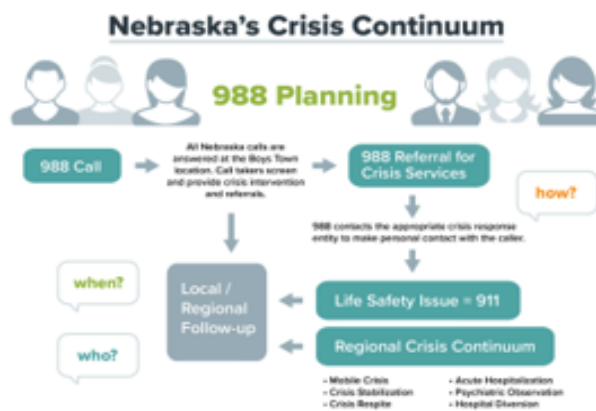 Nebraska's Crisis Continuum
988 Planning
988 Call
All Nebraska calls are
answered at the Boys Town
location. Call takers screen
and provide crisis intervention
and referrals.
988 Referral for
Crisis Services
how?
988 contacts the appropriate crisis response
entity to make personal contact with the caller.
when?
Local /
Regional
Follow-up
Life Safety Issue = 911
who?
Regional Crisis Continuum
• Mobile Crisis
• Crisis Stabilization
• Crisis Respite
• Acute Hospitalization
• Psychiatric Observation
• Hospital Diversion